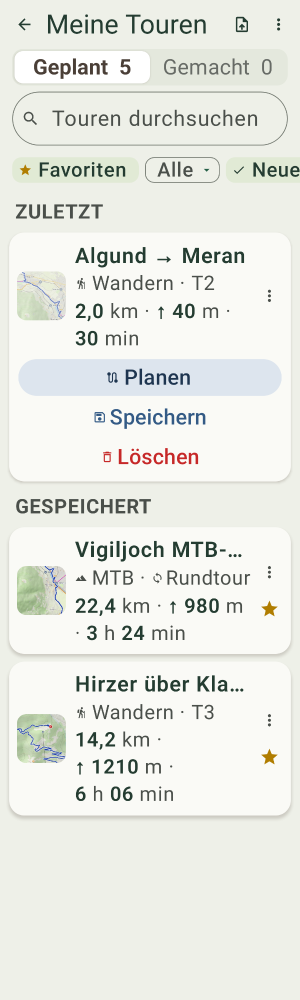 Meine Touren
Geplant 5 Gemacht 0
Touren durchsuchen
Favoriten Alle Neue
ZULETZT
Algund → Meran
Wandern · T2
2,0 km · ↑ 40 m ·
30 min
Planen
Speichern
Löschen
GESPEICHERT
Vigiljoch MTB-…
MTB · Rundtour
22,4 km · ↑ 980 m
· 3 h 24 min
Hirzer über Kla…
Wandern · T3
14,2 km ·
↑ 1210 m ·
6 h 06 min